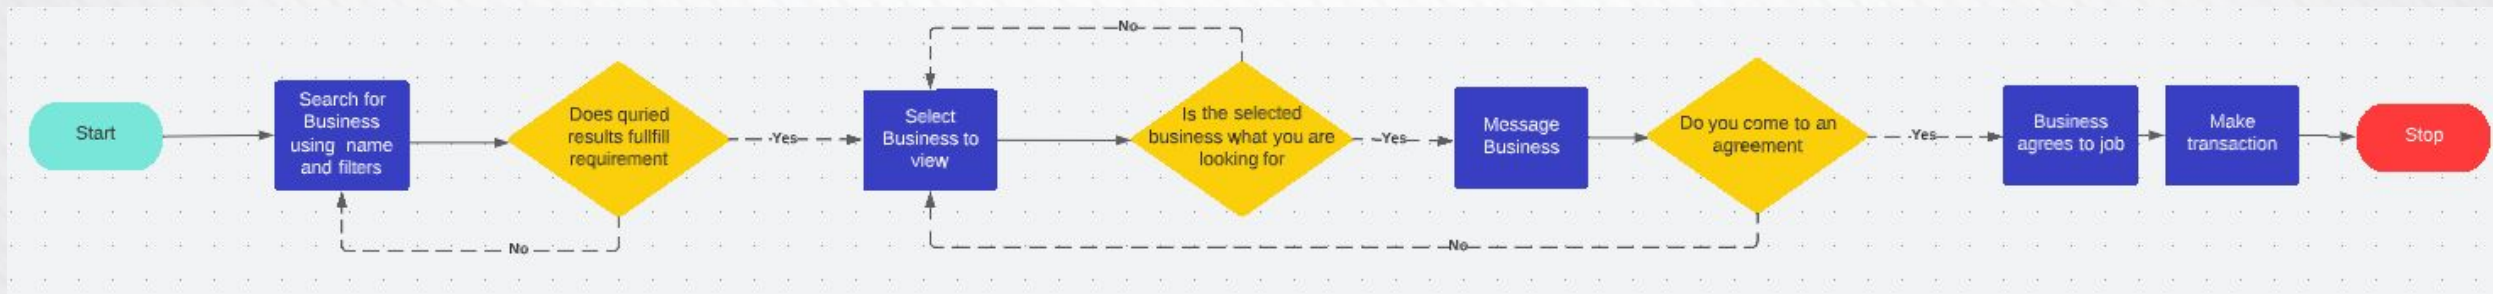 Start
Search for
Business
using name
and filters
No
Does quried
results fullfill
requirement
Yes
Select
Business to
view
No
Is the selected
business what you are
looking for
Yes
Message
Business
No
Do you come to an
agreement
Yes
Business
agrees to job
Make
transaction
Stop